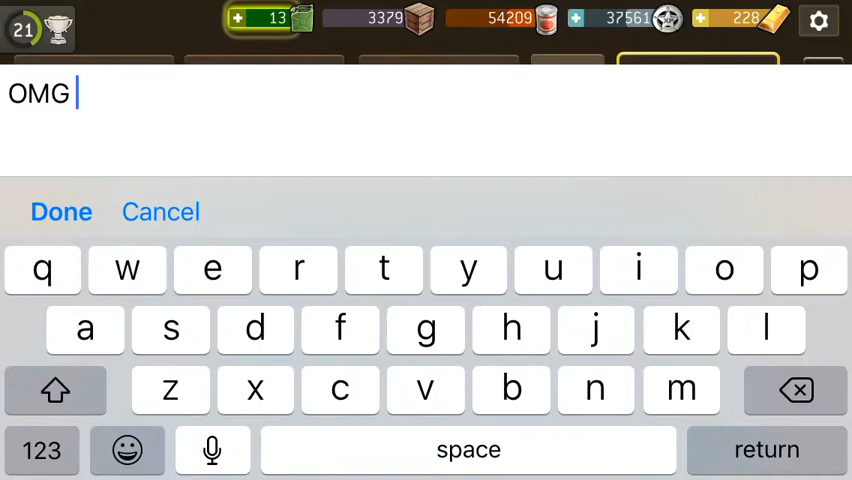 21 13 3379 54209 37561 228
OMG
Done Cancel
q w e r t y u i o p
a s d f g h j k l
z x c v b n m
123 space return